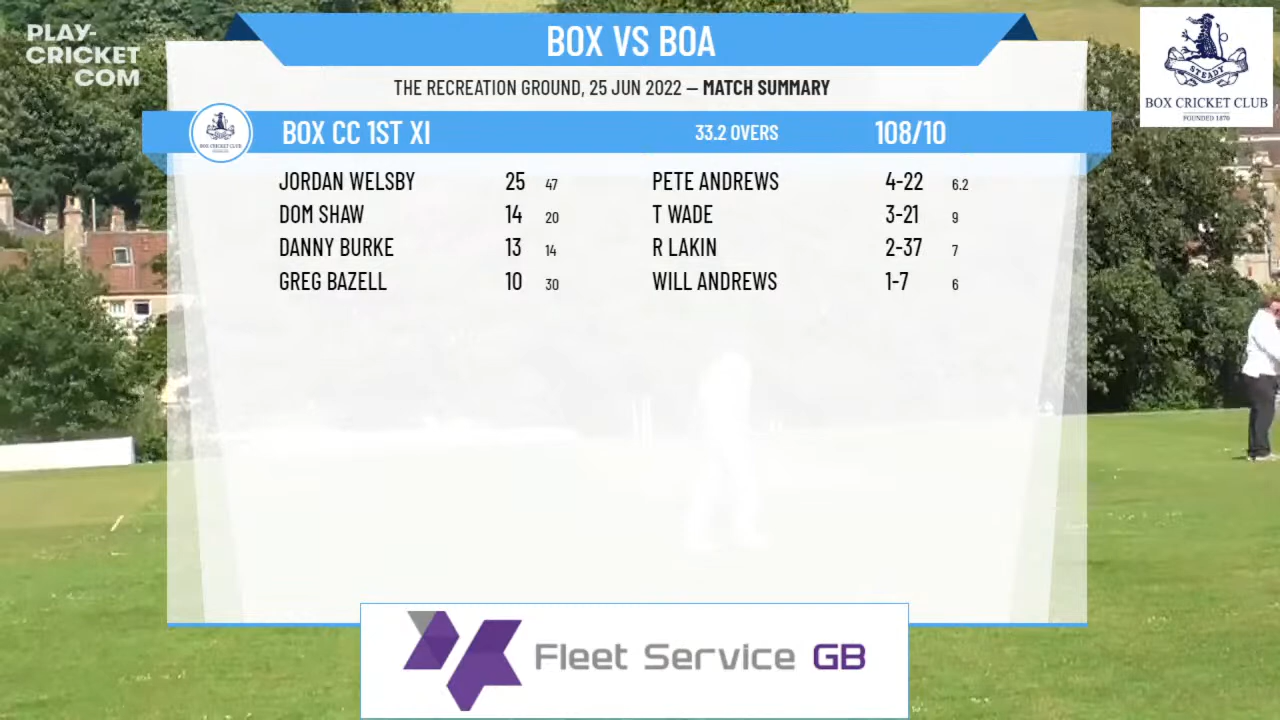 PLAY-
CRICKET
COM
BOX VS BOA
STEADY
BOX CRICKET CLUB
FOUNDED 1870
THE RECREATION GROUND, 25 JUN 2022 – MATCH SUMMARY
BOX CC 1ST XI 33.2 OVERS 108/10
BOX CRICKET CLUB
JORDAN WELSBY 25 47 PETE ANDREWS 4-22 6.2
DOM SHAW 14 20 T WADE 3-21 9
DANNY BURKE 13 14 R LAKIN 2-37 7
GREG BAZELL 10 30 WILL ANDREWS 1-7 6
Fleet Service GB